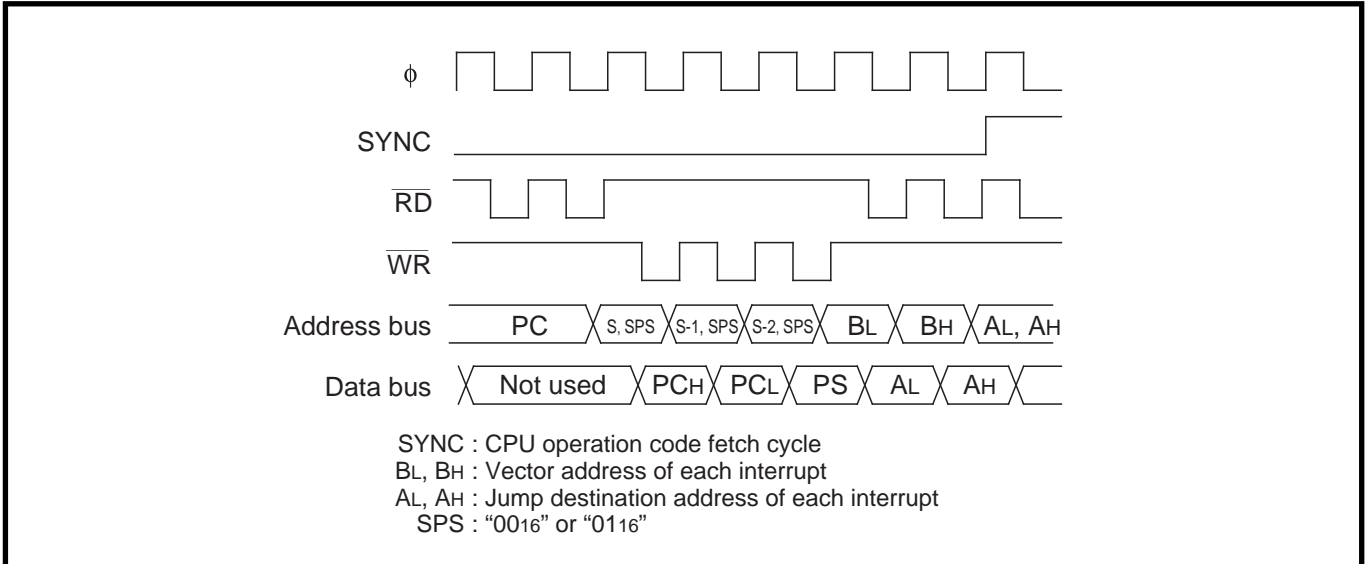 ϕ
SYNC
RD
WR
Address bus PC S, SPS S-1, SPS S-2, SPS BL BH AL, AH
Data bus Not used PCH PCL PS AL AH
SYNC : CPU operation code fetch cycle
BL, BH : Vector address of each interrupt
AL, AH : Jump destination address of each interrupt
SPS : “0016” or “0116”